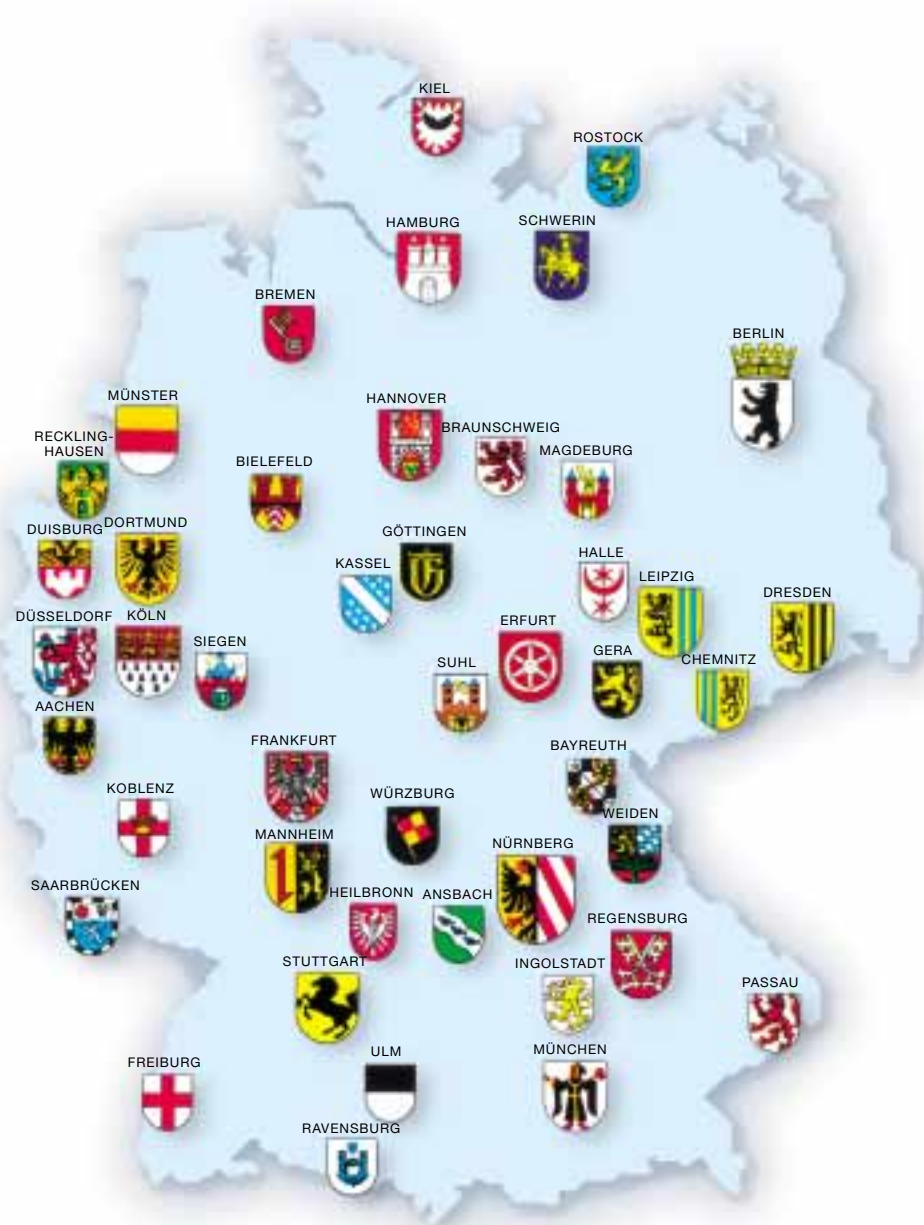 KIEL
ROSTOCK
HAMBURG
SCHWERIN
BREMEN
BERLIN
MÜNSTER
HANNOVER
BRAUNSCHWEIG
RECKLING-
HAUSEN
BIELEFELD
MAGDEBURG
DUISBURG
DORTMUND
GÖTTINGEN
KASSEL
HALLE
LEIPZIG
DRESDEN
DÜSSELDORF
KÖLN
SIEGEN
ERFURT
SUHL
GERA
CHEMNITZ
AACHEN
FRANKFURT
BAYREUTH
KOBLENZ
WÜRZBURG
WEIDEN
MANNHEIM
NÜRNBERG
SAARBRÜCKEN
HEILBRONN
ANSBACH
REGENSBURG
STUTTGART
INGOLSTADT
PASSAU
FREIBURG
ULM
MÜNCHEN
RAVENSBURG